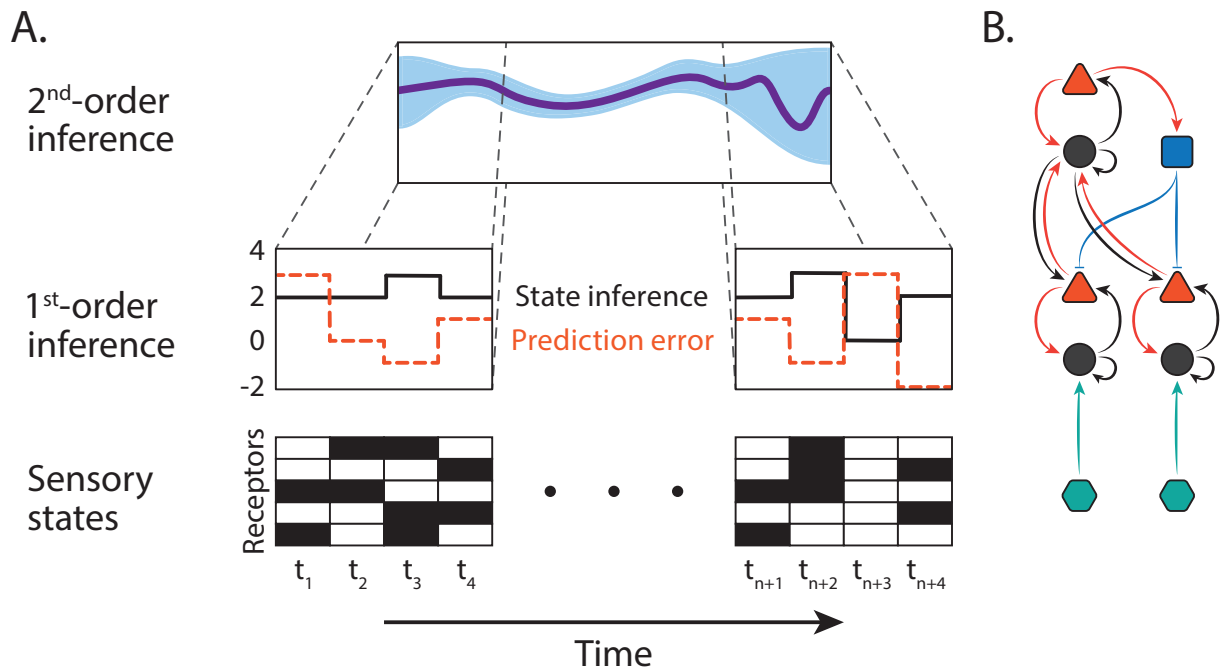 A.
B.
2nd-order
inference
4
2
0
-2
1st-order
inference
State inference
Prediction error
Receptors
Sensory
states
t1 t2 t3 t4
tn+1 tn+2 tn+3 tn+4
Time